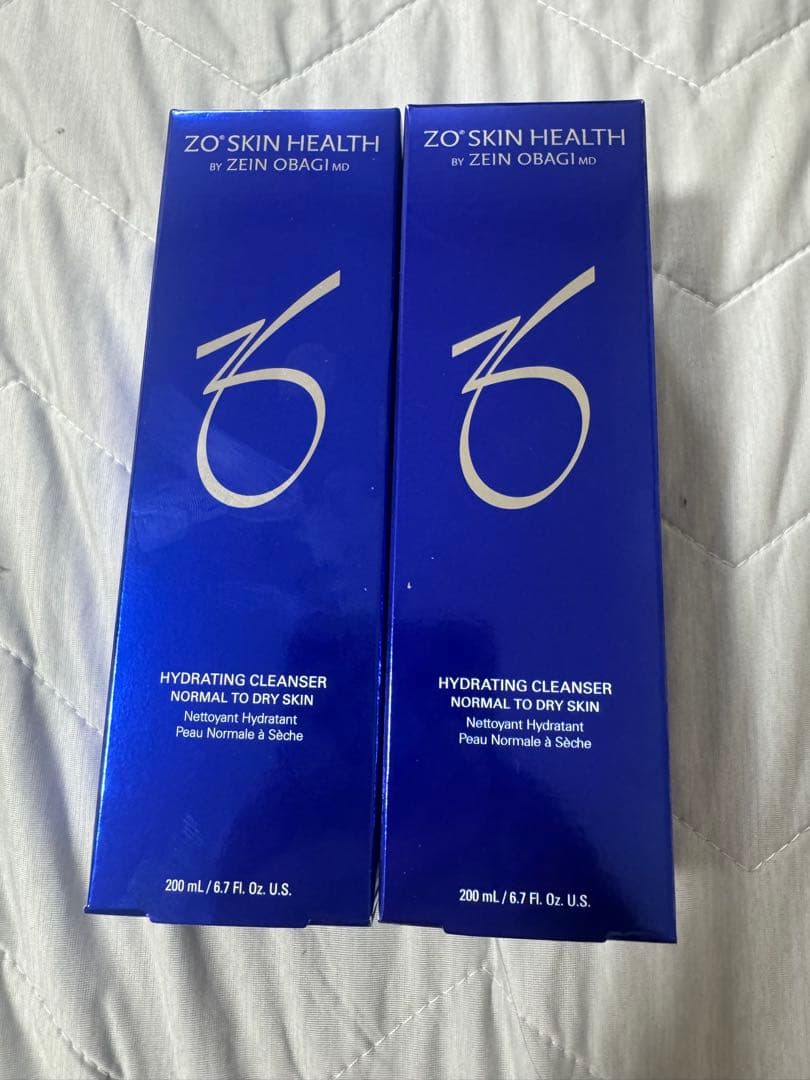 ZO® SKIN HEALTH
BY ZEIN OBAGI MD
HYDRATING CLEANSER
NORMAL TO DRY SKIN
Nettoyant Hydratant
Peau Normale à Sèche
200 mL / 6.7 Fl. Oz. U.S.
ZO® SKIN HEALTH
BY ZEIN OBAGI MD
HYDRATING CLEANSER
NORMAL TO DRY SKIN
Nettoyant Hydratant
Peau Normale à Sèche
200 mL / 6.7 Fl. Oz. U.S.